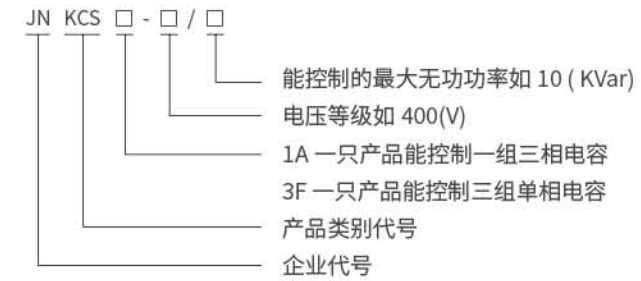 JN KCS □ - □ / □
能控制的最大无功功率如 10 ( KVar)
电压等级如 400(V)
1A 一只产品能控制一组三相电容
3F 一只产品能控制三组单相电容
产品类别代号
企业代号